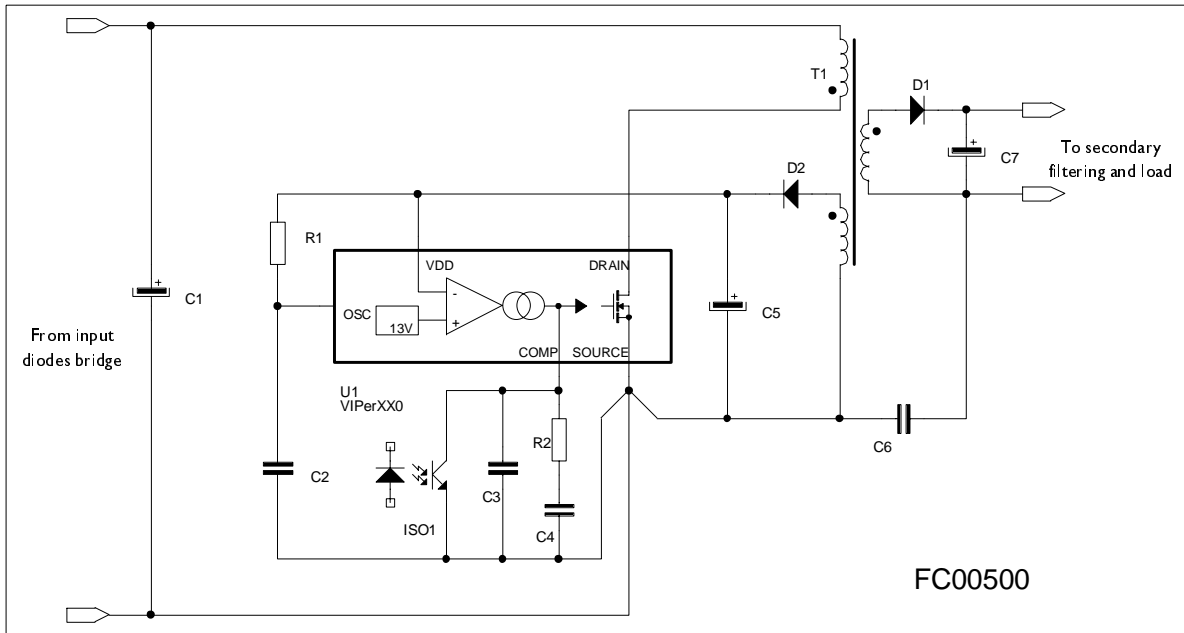 T1
D1
C7
To secondary
filtering and load
D2
R1
VDD
DRAIN
C1
OSC
13V
-
+
C5
From input
diodes bridge
COMP
SOURCE
U1
VIPerXX0
R2
C6
C2
C3
ISO1
C4
FC00500